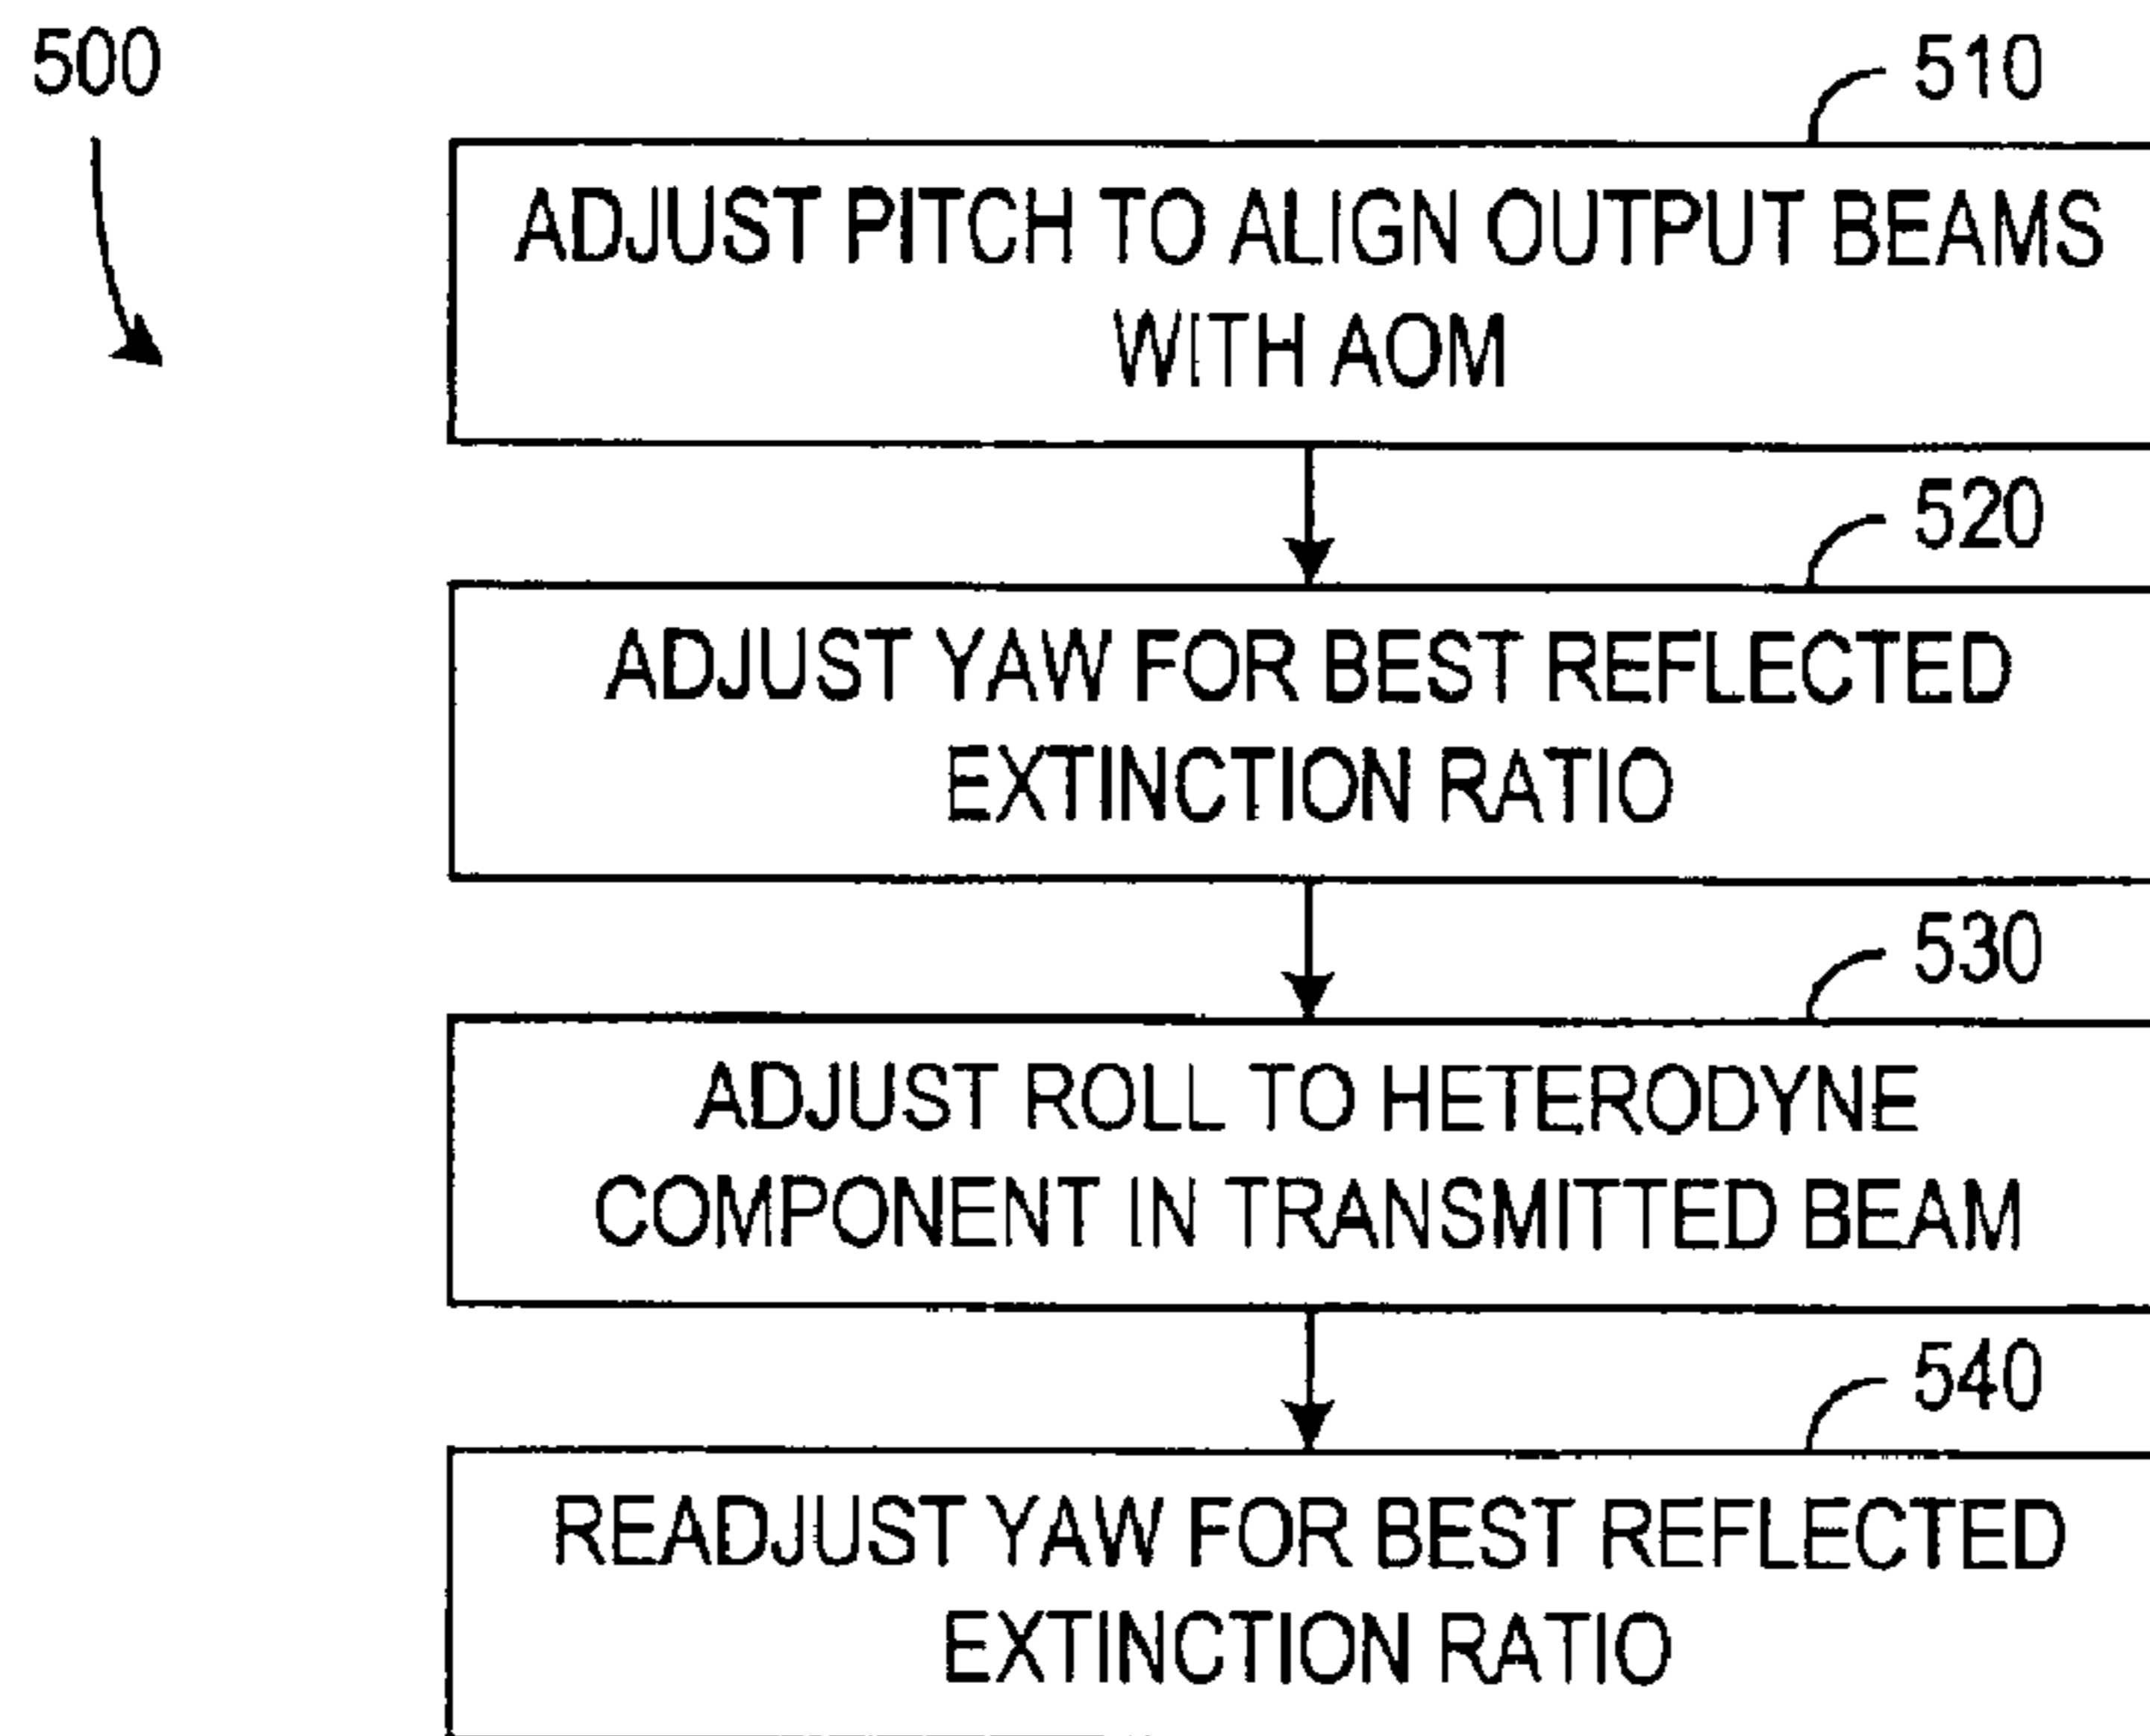 500
510
ADJUST PITCH TO ALIGN OUTPUT BEAMS
WITH AOM
520
ADJUST YAW FOR BEST REFLECTED
EXTINCTION RATIO
530
ADJUST ROLL TO HETERODYNE
COMPONENT IN TRANSMITTED BEAM
540
READJUST YAW FOR BEST REFLECTED
EXTINCTION RATIO